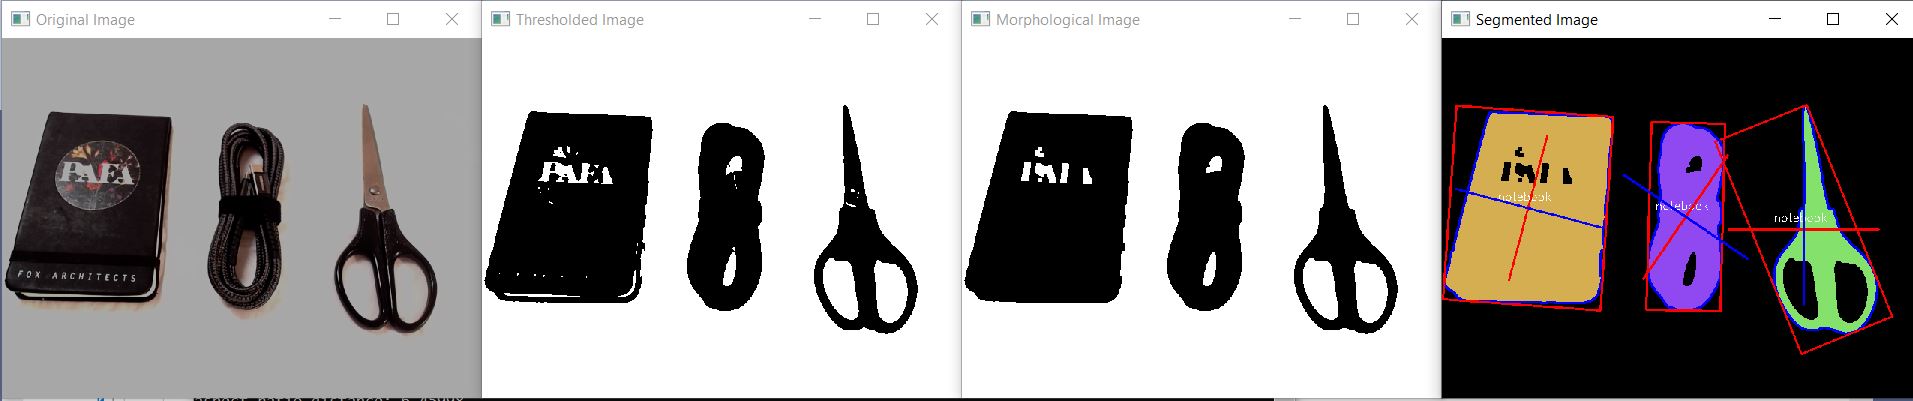 Original Image
Thresholded Image
Morphological Image
Segmented Image
PAFA
FOX ARCHITECTS
PAFA
notebook
notebook
notebook